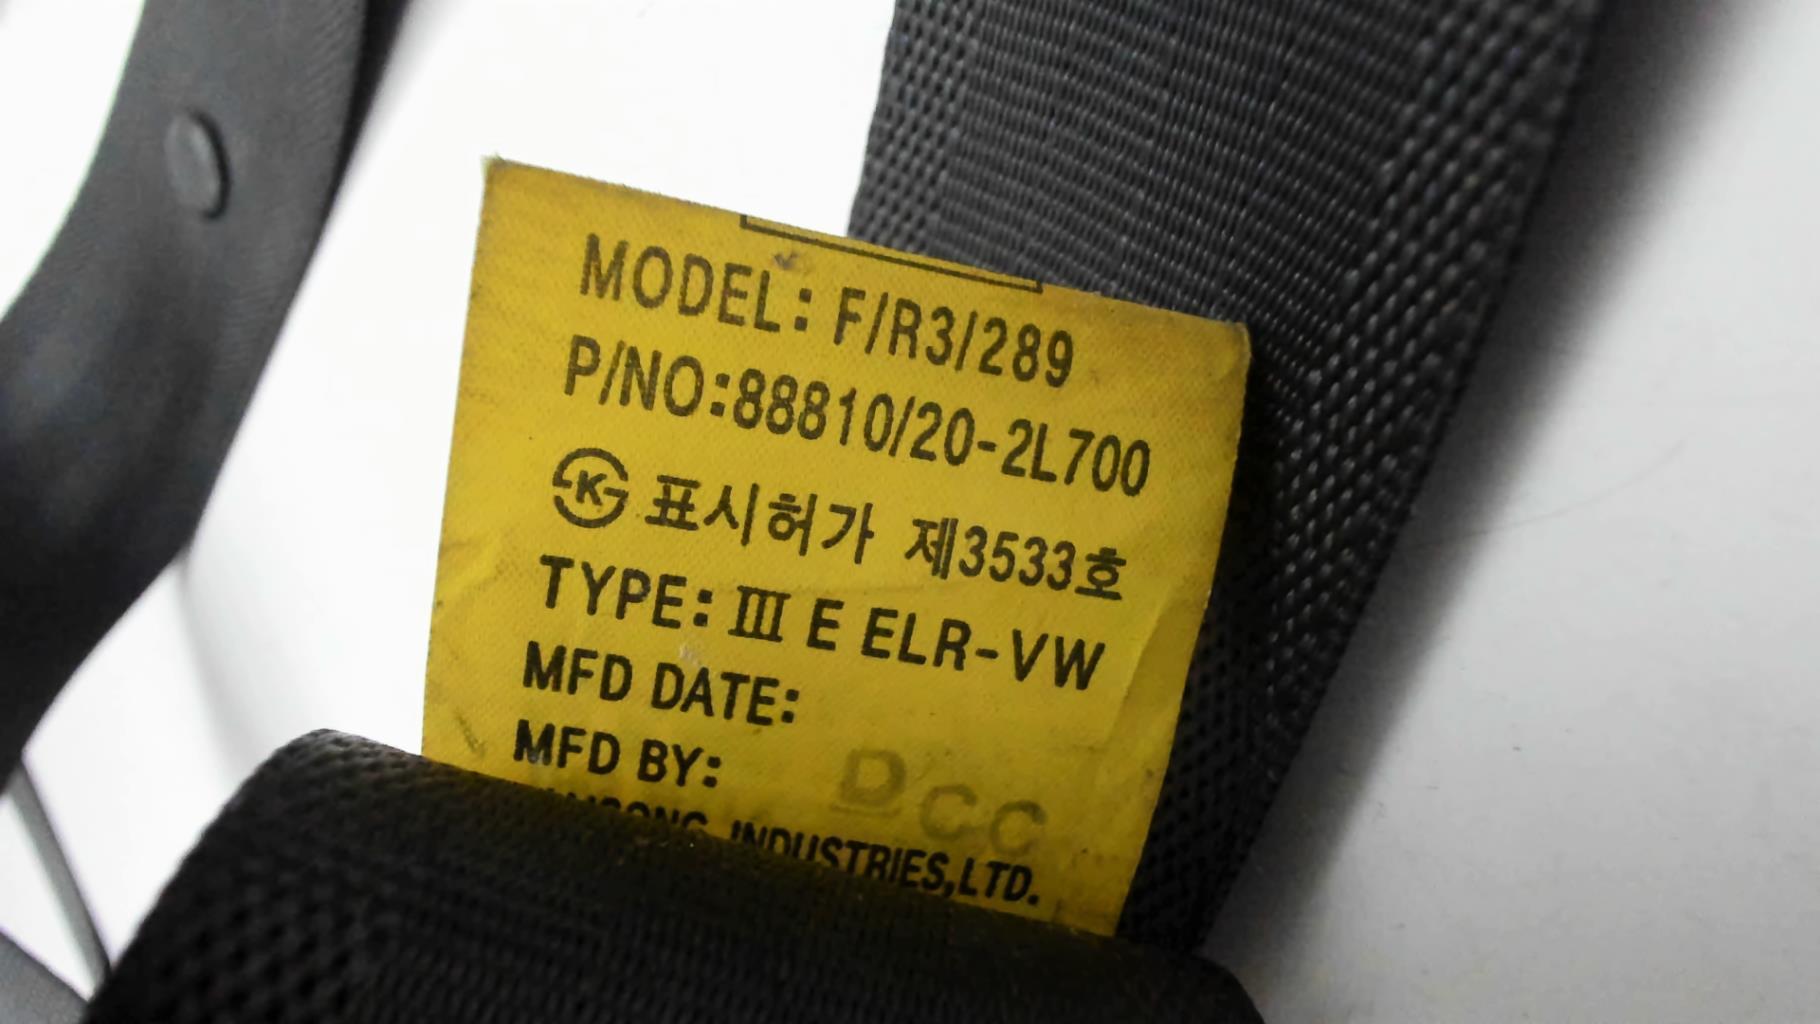 MODEL: F/R3/289
P/NO:88810/20-2L700
K 표시허가 제3533호
TYPE: III E ELR-VW
MFD DATE:
MFD BY:
DCC
INDUSTRIES,LTD.